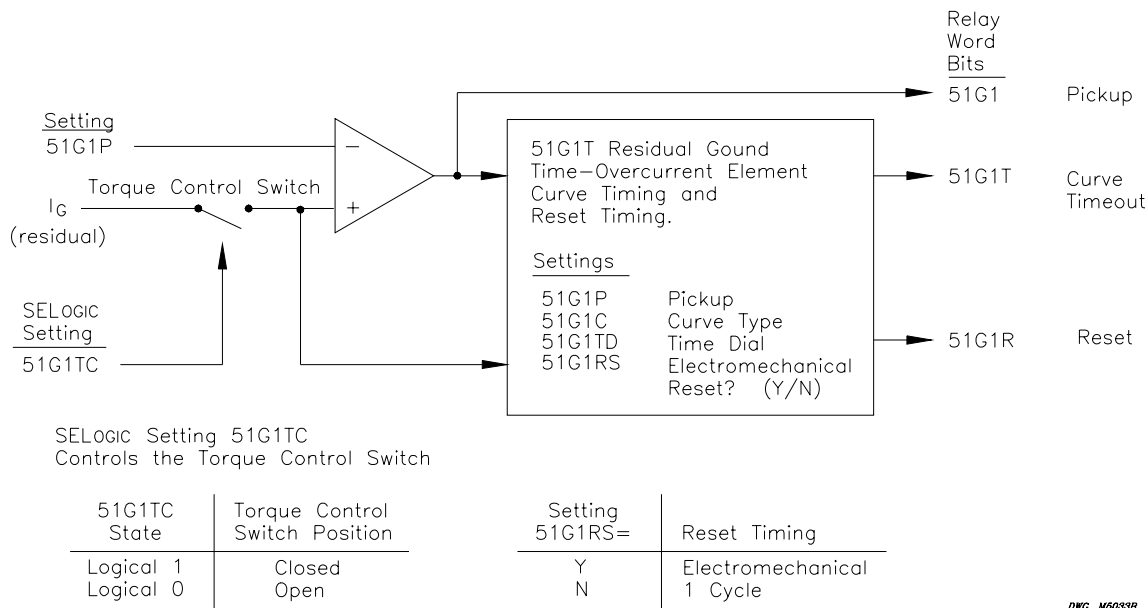 Relay
Word
Bits
51G1 Pickup
Setting
51G1P
Torque Control Switch
IG
(residual)
−
+
51G1T Residual Gound
Time−Overcurrent Element
Curve Timing and
Reset Timing.
51G1T Curve
Timeout
Settings
51G1P Pickup
51G1C Curve Type
51G1TD Time Dial
51G1RS Electromechanical
Reset? (Y/N)
51G1R Reset
SELOGIC
Setting
51G1TC
SELOGIC Setting 51G1TC
Controls the Torque Control Switch
51G1TC Torque Control
State Switch Position
Logical 1 Closed
Logical 0 Open
Setting
51G1RS= Reset Timing
Y Electromechanical
N 1 Cycle
DWG. M5033B